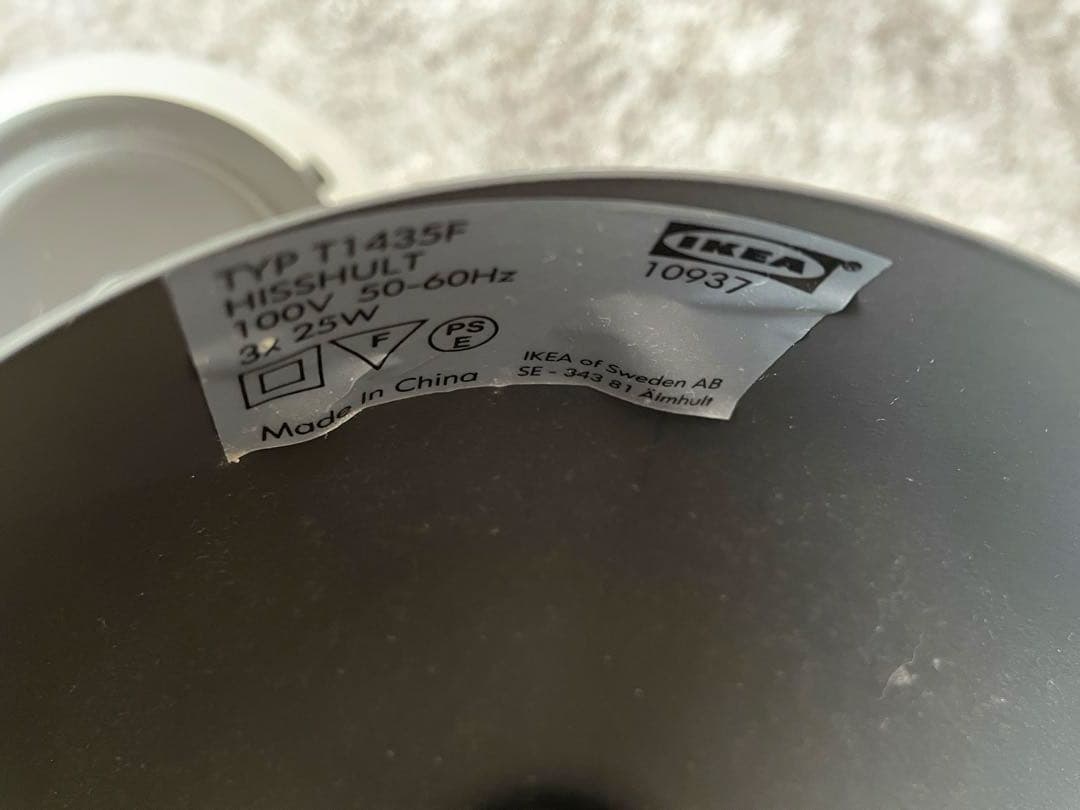 TYP T1435F
HISSHULT
100V 50-60Hz
3x 25W
F
PS
E
Made in China
IKEA®
10937
IKEA of Sweden AB
SE - 343 81 Älmhult